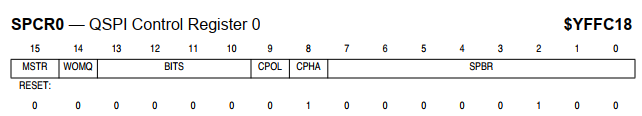 SPCR0 — QSPI Control Register 0 $YFFC18
15 14 13 12 11 10 9 8 7 6 5 4 3 2 1 0
MSTR WOMQ BITS CPOL CPHA SPBR
RESET:
0 0 0 0 0 0 0 1 0 0 0 0 0 1 0 0